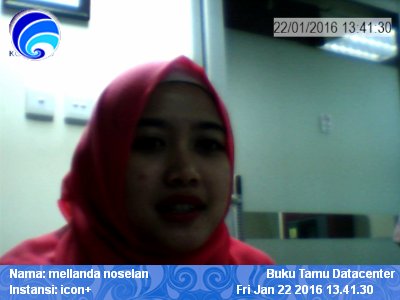 22/01/2016 13:41:30
Nama: mellanda noselan
Buku Tamu Datacenter
Instansi: icon+
Fri Jan 22 2016 13.41.30